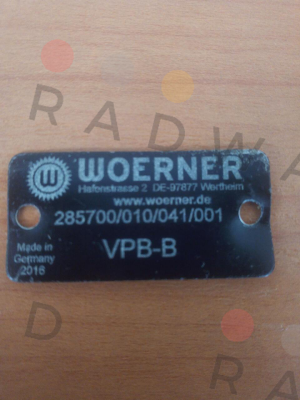 RADWA
WOERNER
Hafenstrasse 2 DE-97877 Wertheim
www.woerner.de
285700/010/041/001
VPB-B
Made in
Germany
2016
D R